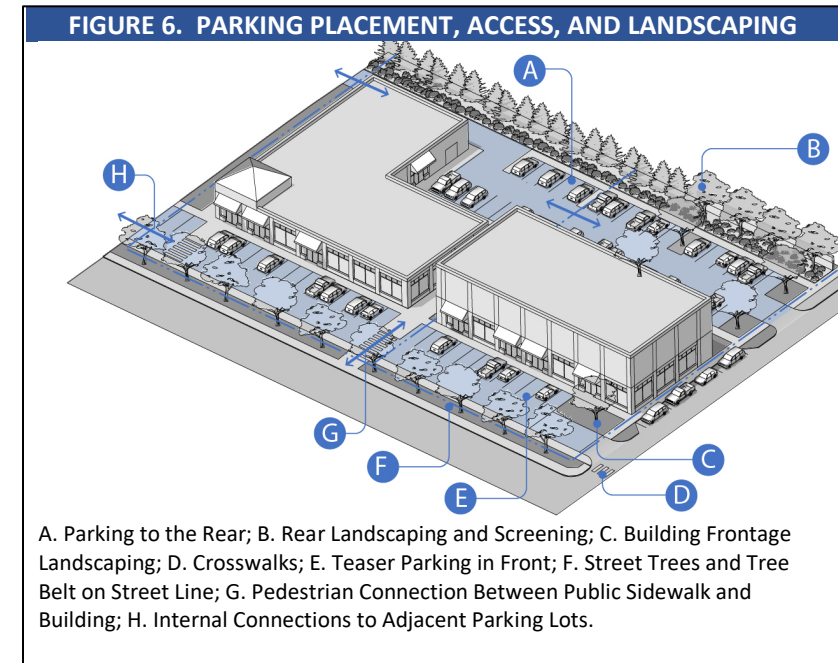 FIGURE 6. PARKING PLACEMENT, ACCESS, AND LANDSCAPING
A
B
H
G
F
E
C
D
A. Parking to the Rear; B. Rear Landscaping and Screening; C. Building Frontage
Landscaping; D. Crosswalks; E. Teaser Parking in Front; F. Street Trees and Tree
Belt on Street Line; G. Pedestrian Connection Between Public Sidewalk and
Building; H. Internal Connections to Adjacent Parking Lots.